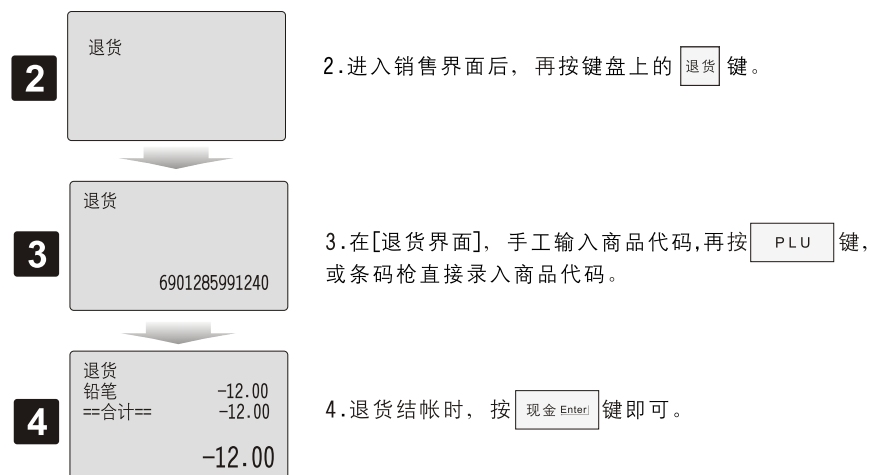 2
退货
2.进入销售界面后，再按键盘上的 退货 键。
3
退货
6901285991240
3.在[退货界面]，手工输入商品代码,再按 PLU 键,
或条码枪直接录入商品代码。
4
退货
铅笔 -12.00
==合计== -12.00
-12.00
4.退货结帐时，按 现金 Enter 键即可。